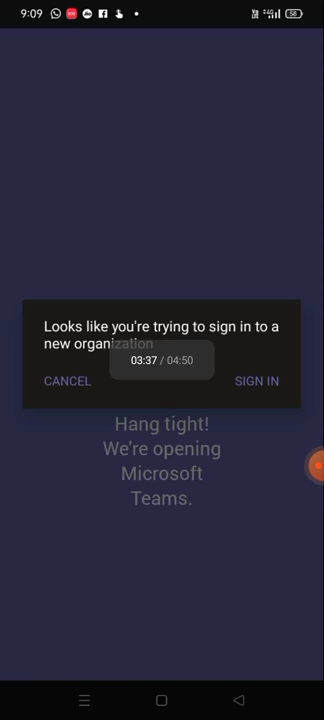 9:09
58
Looks like you're trying to sign in to a
new organization
03:37 / 04:50
CANCEL
SIGN IN
Hang tight!
We're opening
Microsoft
Teams.